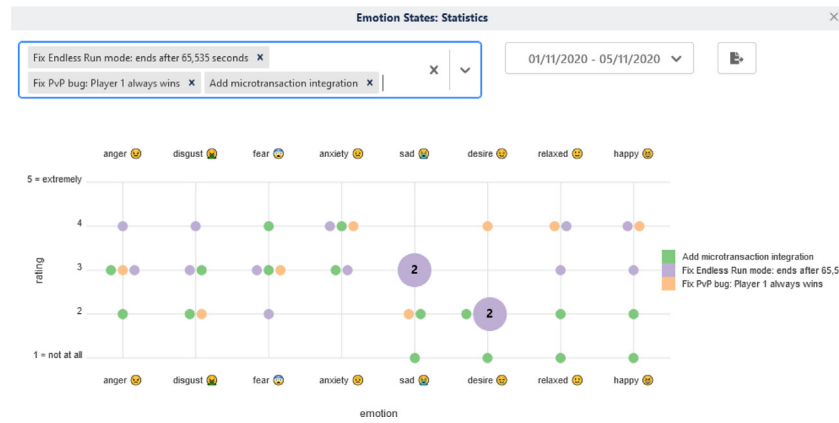 Emotion States: Statistics ×
Fix Endless Run mode: ends after 65,535 seconds ×
Fix PvP bug: Player 1 always wins × Add microtransaction integration ×
01/11/2020 - 05/11/2020
anger 😣 disgust 🤮 fear 😨 anxiety 😖 sad 😭 desire 😊 relaxed 🙂 happy 😄
5 = extremely
4
3
2
1 = not at all
rating
2
2
Add microtransaction integration
Fix Endless Run mode: ends after 65,5
Fix PvP bug: Player 1 always wins
anger 😣 disgust 🤮 fear 😨 anxiety 😖 sad 😭 desire 😊 relaxed 🙂 happy 😄
emotion